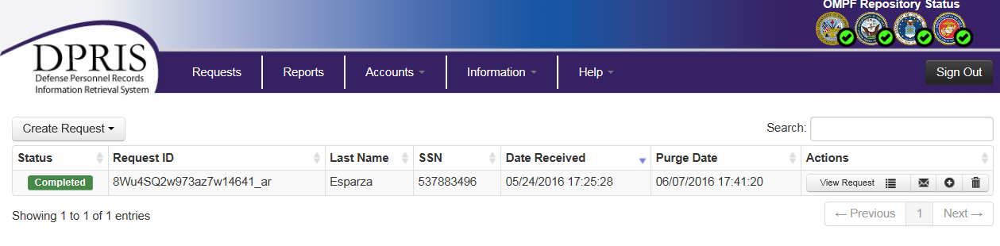 OMPF Repository Status
DPRIS
Defense Personnel Records
Information Retrieval System
Requests Reports Accounts Information Help Sign Out
Create Request Search:
Status Request ID Last Name SSN Date Received Purge Date Actions
Completed 8Wu4SQ2w973az7w14641_ar Esparza 537883496 05/24/2016 17:25:28 06/07/2016 17:41:20 View Request
Showing 1 to 1 of 1 entries ← Previous 1 Next →